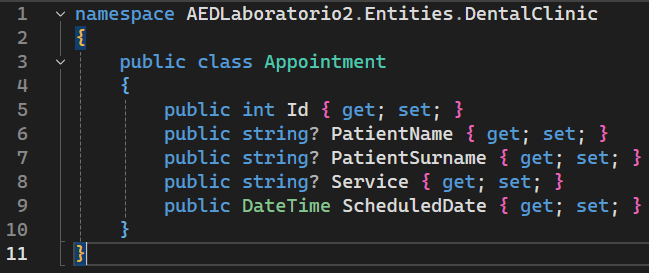 1 namespace AEDLaboratorio2.Entities.DentalClinic
2 {
3 public class Appointment
4 {
5 public int Id { get; set; }
6 public string? PatientName { get; set; }
7 public string? PatientSurname { get; set; }
8 public string? Service { get; set; }
9 public DateTime ScheduledDate { get; set; }
10 }
11 }